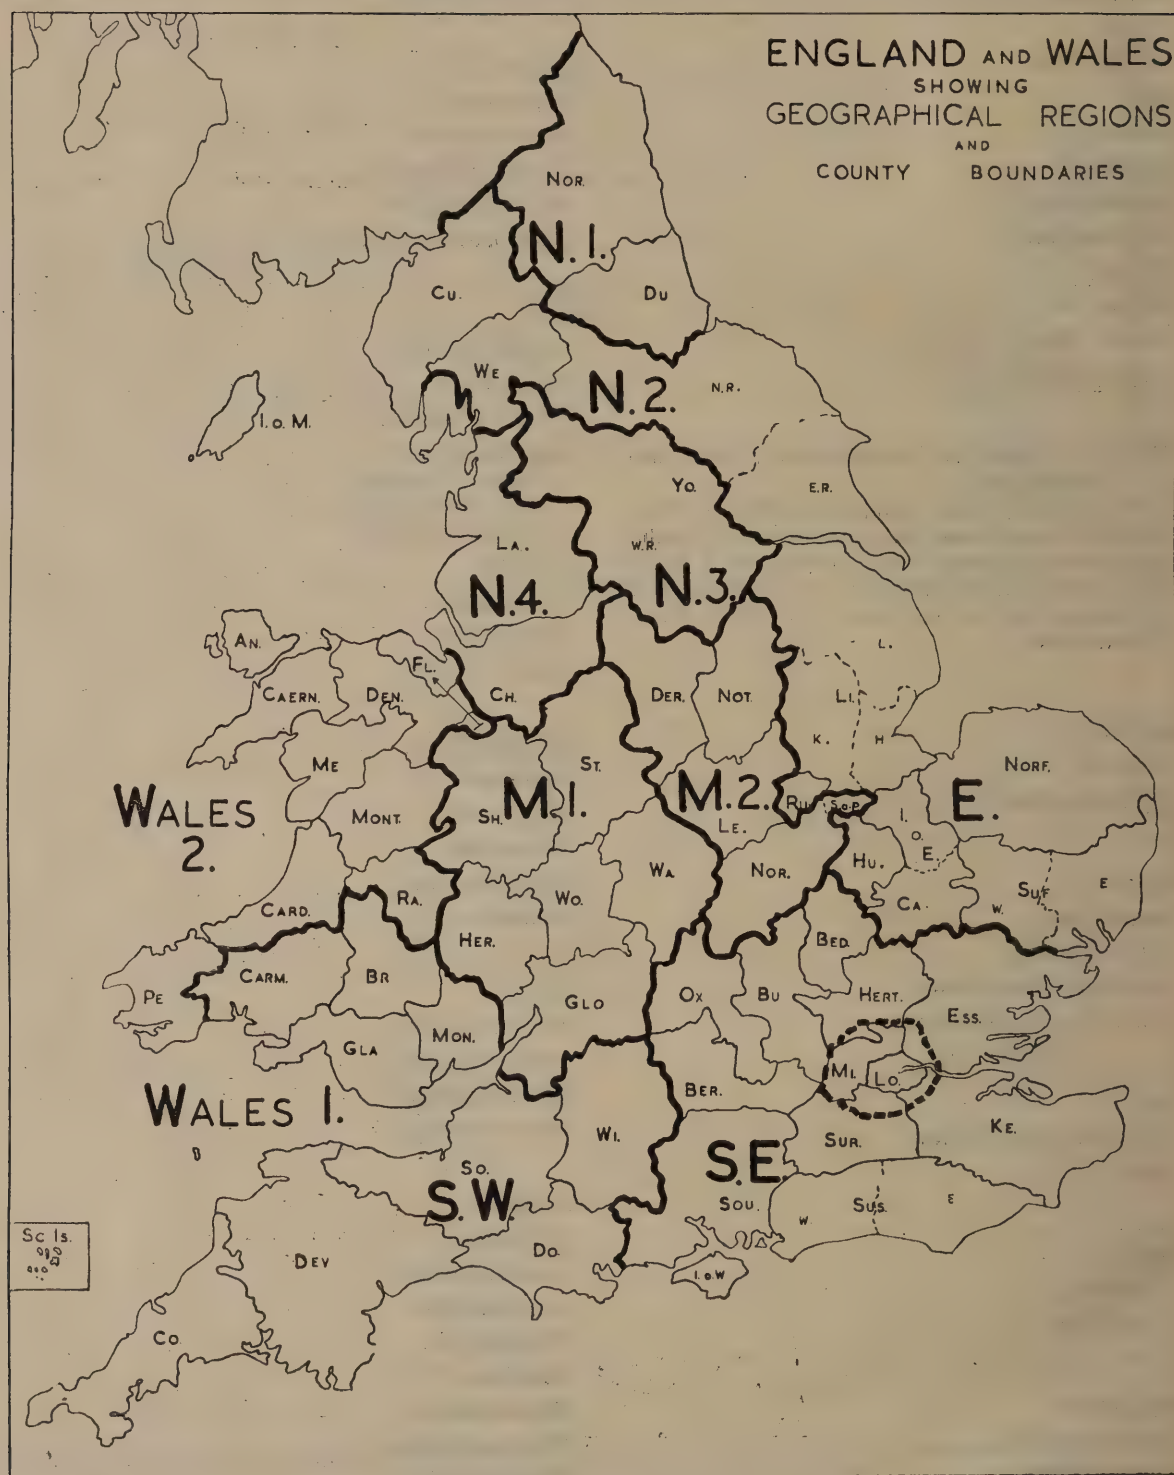 ENGLAND AND WALES
SHOWING
GEOGRAPHICAL REGIONS
AND
COUNTY BOUNDARIES
NOR.
N.1.
CU.
DU
WE
N.2.
N.R.
I.O.M.
YO.
E.R.
LA.
W.R.
N.4.
N.3.
AN.
FL.
L.
CAERN.
DEN.
CH.
DER.
NOT.
LI.
K.
H
ME
ST.
NORF.
WALES
2.
MONT.
SH.
M.1.
M.2.
RU.
S.O.P.
I.
O.
E.
E.
LE.
WA.
NOR.
HU.
CARD.
RA.
WO.
CA.
W.
SUF.
E
HER.
BED.
PE
CARM.
BR
GLO
OX
BU
HERT.
ESS.
GLA
MON.
MI.
LO.
WALES 1.
BER.
WI.
SUR.
KE.
SO.
S.W.
S.E.
SOU.
W.
SUS.
E
SC IS.
DEV
DO.
I.O.W
CO.